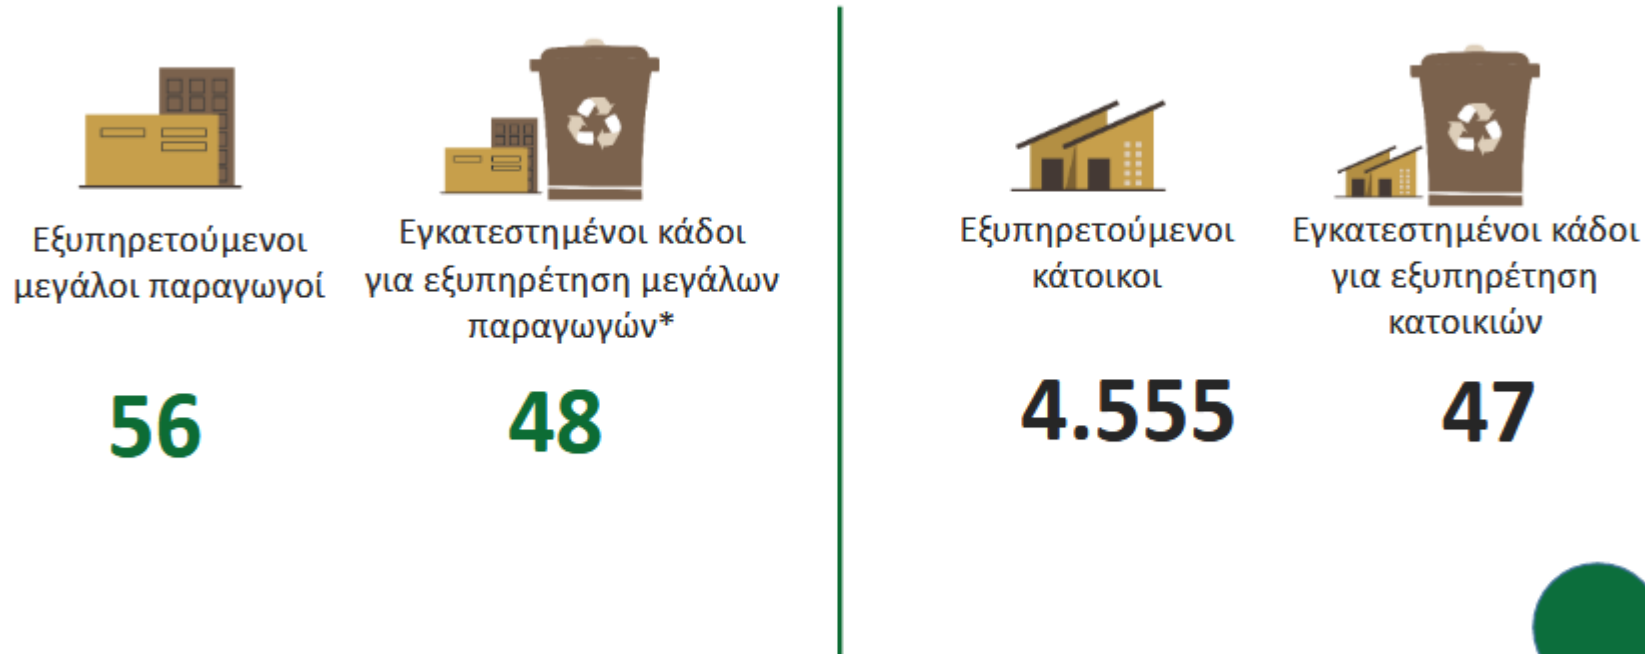 Εξυπηρετούμενοι
μεγάλοι παραγωγοί
56
Εγκατεστημένοι κάδοι
για εξυπηρέτηση μεγάλων
παραγωγών*
48
Εξυπηρετούμενοι
κάτοικοι
4.555
Εγκατεστημένοι κάδοι
για εξυπηρέτηση
κατοικιών
47